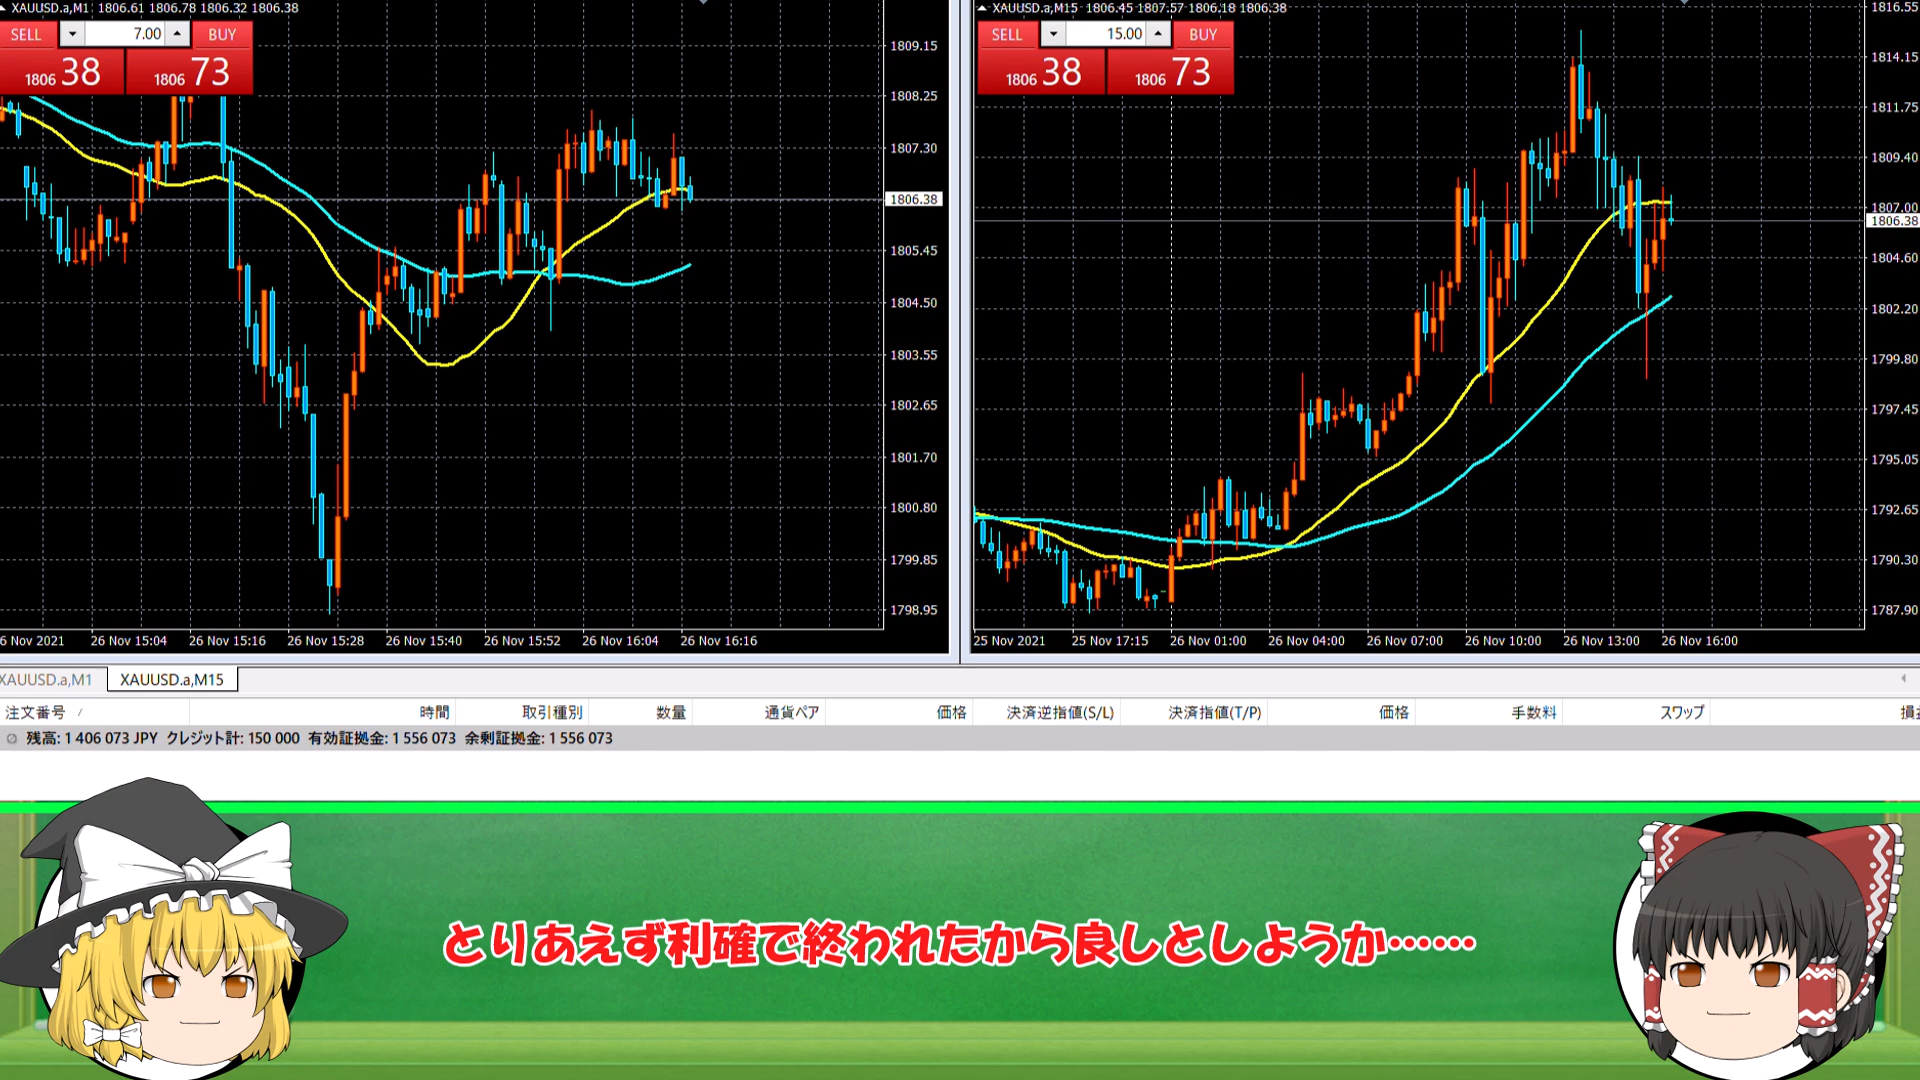 XAUUSD.a,M1 1806.61 1806.78 1806.32 1806.38
SELL 7.00 BUY
1806 38 1806 73
1809.15
1808.25
1807.30
1806.38
1805.45
1804.50
1803.55
1802.65
1801.70
1800.80
1799.85
1798.95
6 Nov 2021 26 Nov 15:04 26 Nov 15:16 26 Nov 15:28 26 Nov 15:40 26 Nov 15:52 26 Nov 16:04 26 Nov 16:16
XAUUSD.a,M15 1806.45 1807.57 1806.18 1806.38
SELL 15.00 BUY
1806 38 1806 73
1816.55
1814.15
1811.75
1809.40
1807.00
1806.38
1804.60
1802.20
1799.80
1797.45
1795.05
1792.65
1790.30
1787.90
25 Nov 2021 25 Nov 17:15 26 Nov 01:00 26 Nov 04:00 26 Nov 07:00 26 Nov 10:00 26 Nov 13:00 26 Nov 16:00
XAUUSD.a,M1 XAUUSD.a,M15
注文番号 / 時間 取引種別 数量 通貨ペア 価格 決済逆指値(S/L) 決済指値(T/P) 価格 手数料 スワップ 損益
残高: 1 406 073 JPY クレジット計: 150 000 有効証拠金: 1 556 073 余剰証拠金: 1 556 073
とりあえず利確で終われたから良しとしようか……